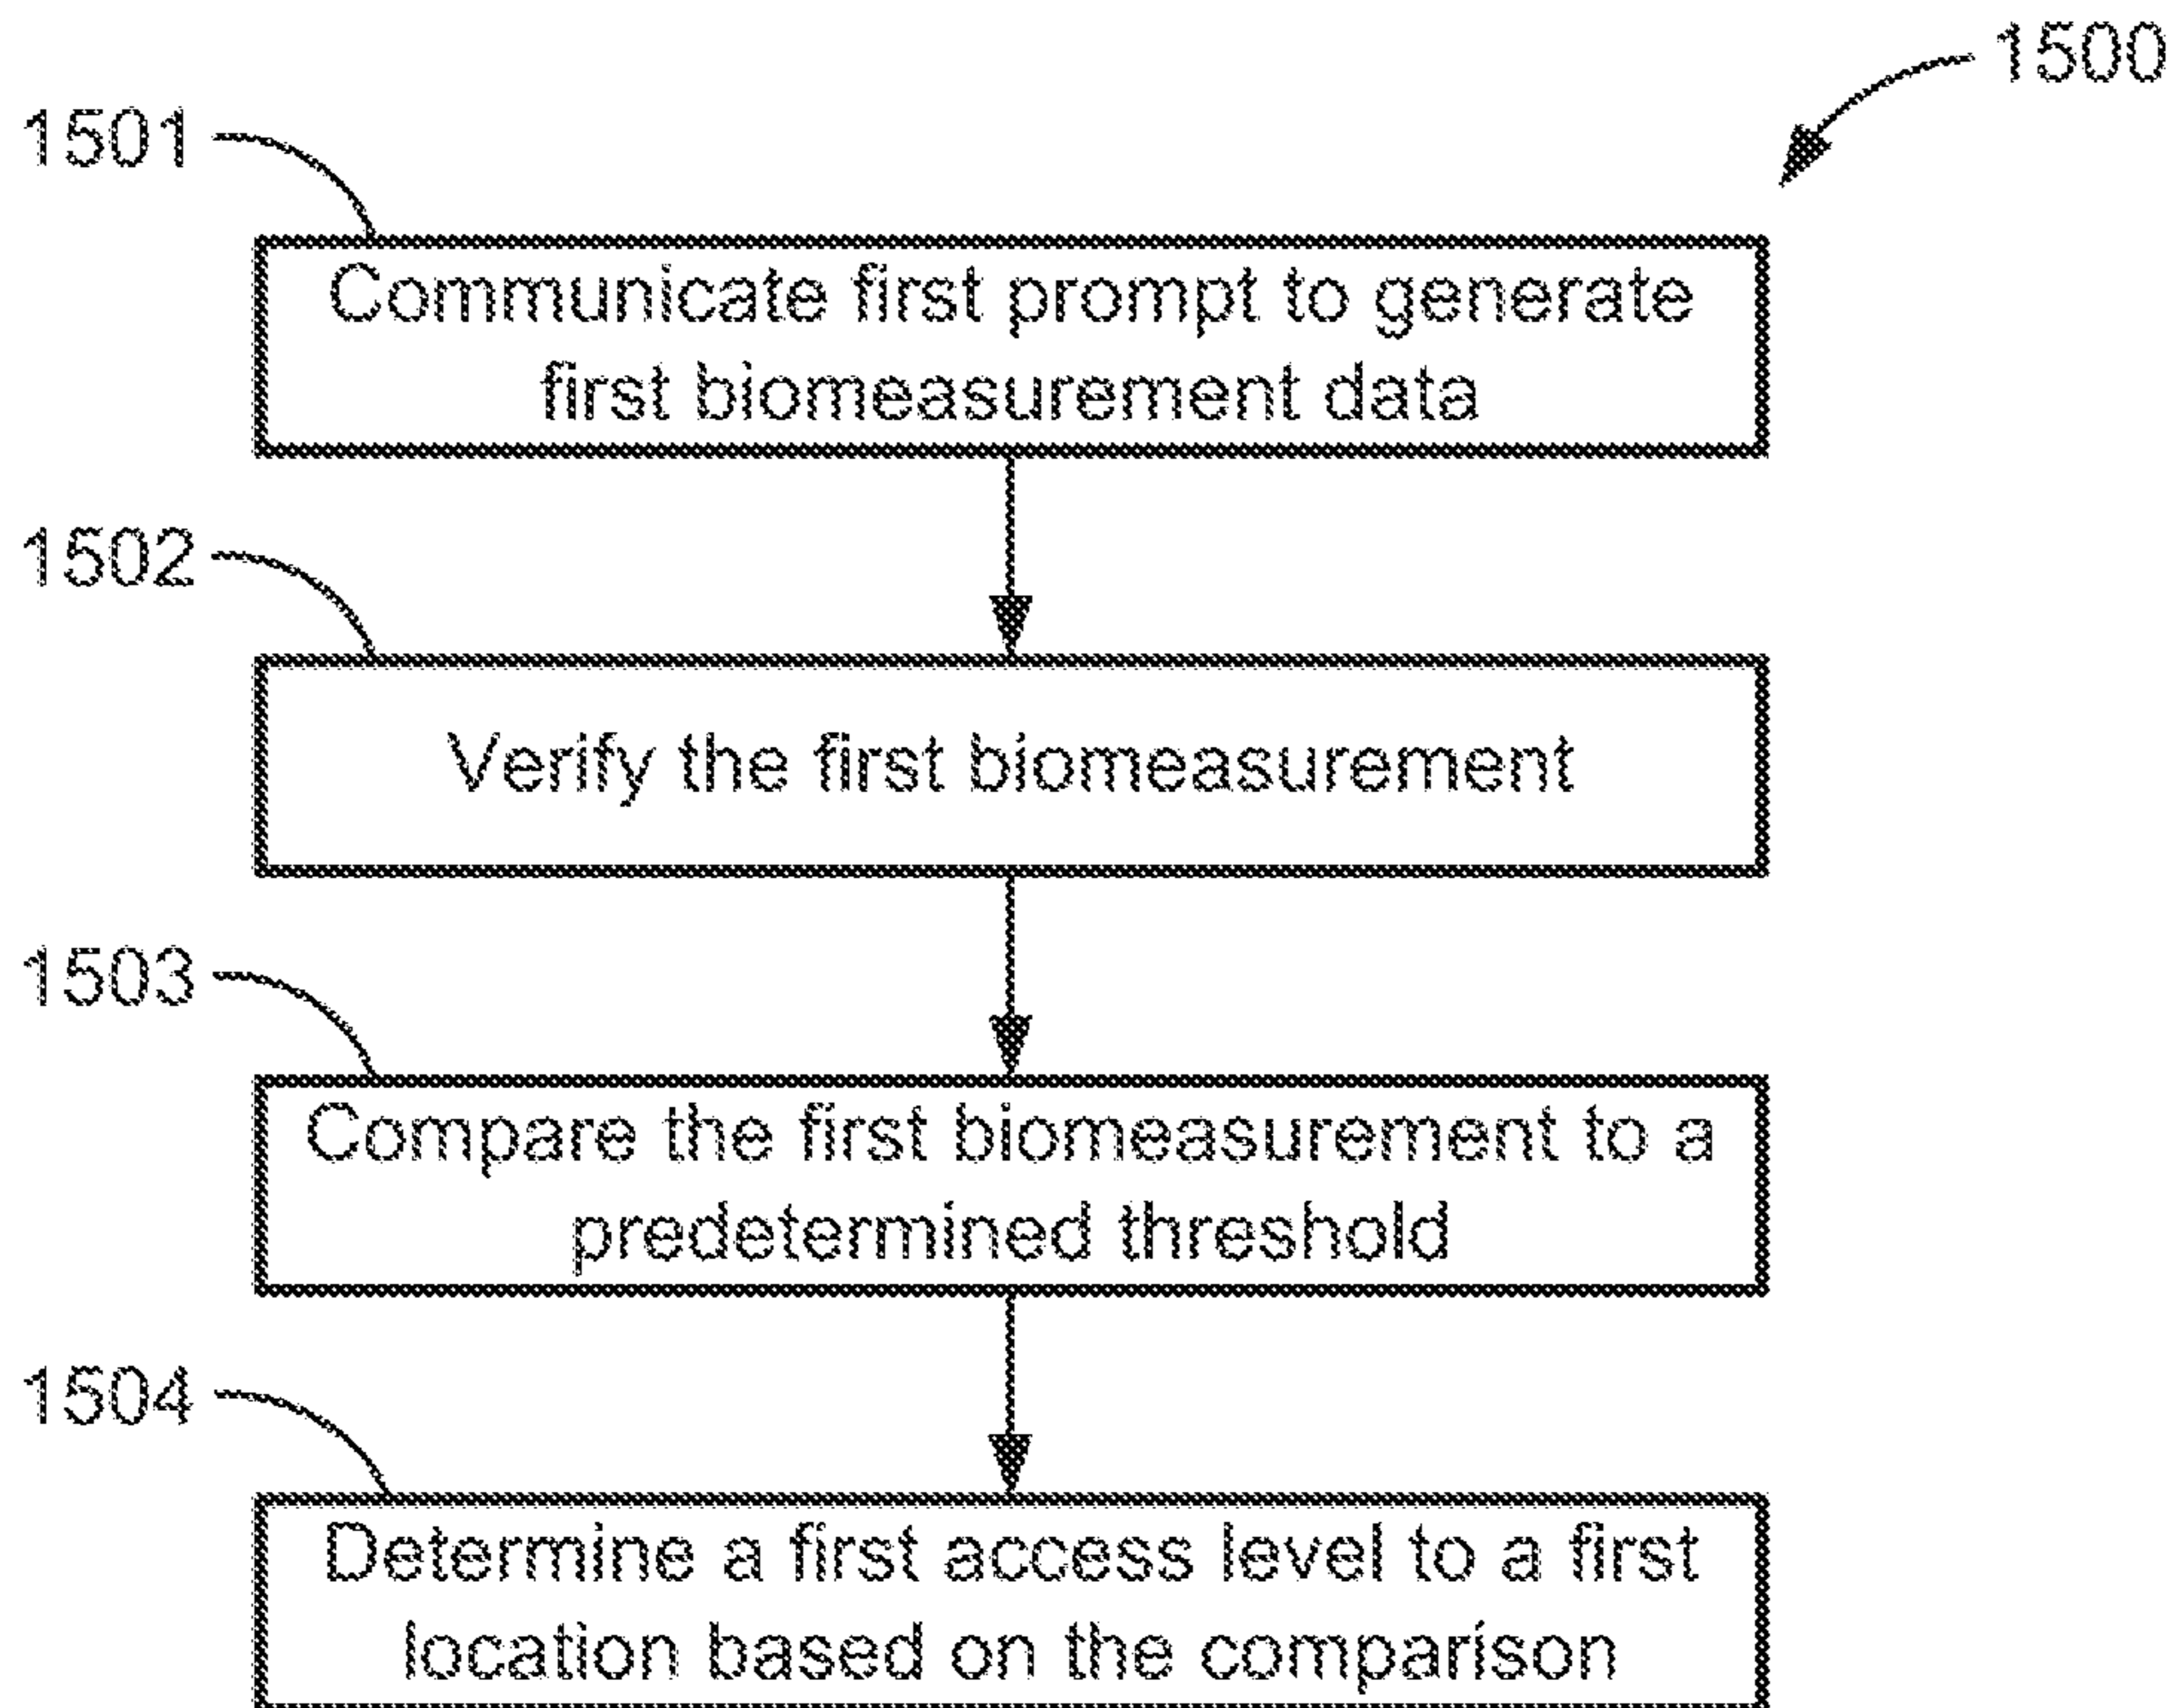 1500
1501
Communicate first prompt to generate
first biomeasurement data
1502
Verify the first biomeasurement
1503
Compare the first biomeasurement to a
predetermined threshold
1504
Determine a first access level to a first
location based on the comparison